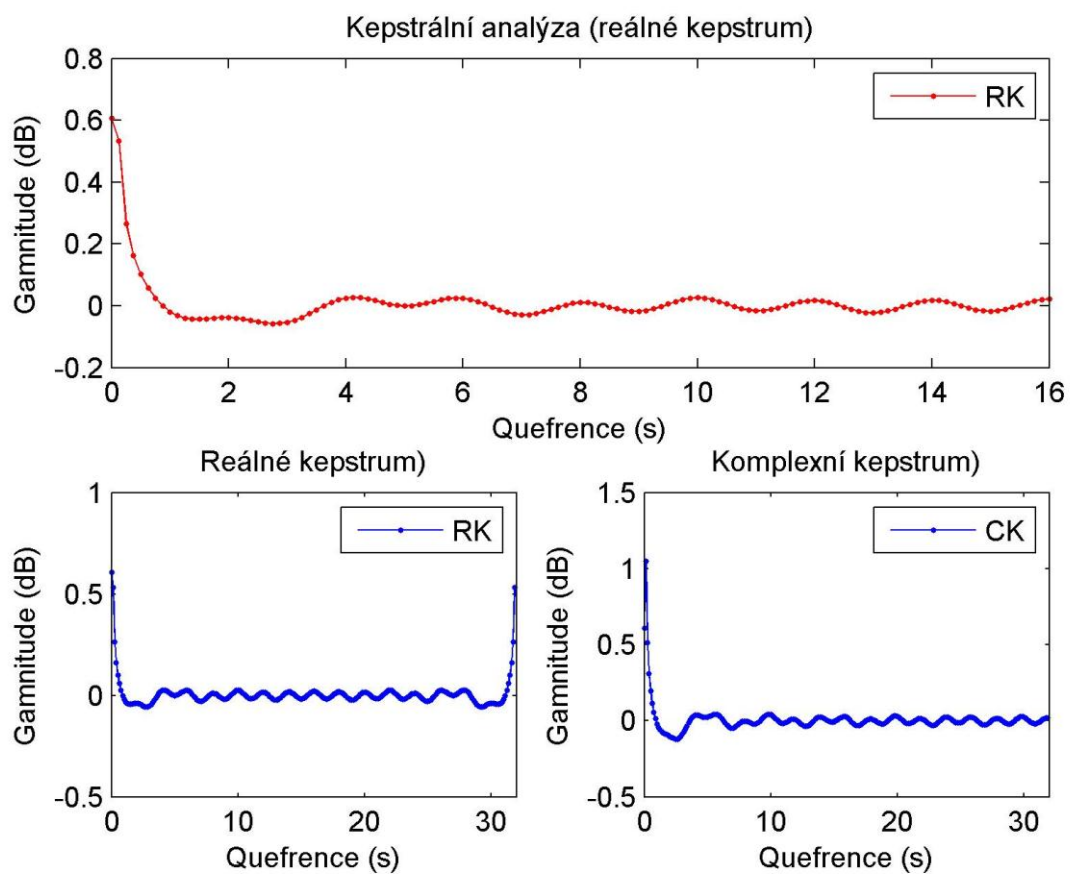 Kepstrální analýza (reálné kepstrum)
0.8
0.6
0.4
0.2
0
-0.2
Gamnitude (dB)
RK
0 2 4 6 8 10 12 14 16
Quefrence (s)
Reálné kepstrum)
1
0.5
0
-0.5
Gamnitude (dB)
RK
0 10 20 30
Quefrence (s)
Komplexní kepstrum)
1.5
1
0.5
0
-0.5
Gamnitude (dB)
CK
0 10 20 30
Quefrence (s)